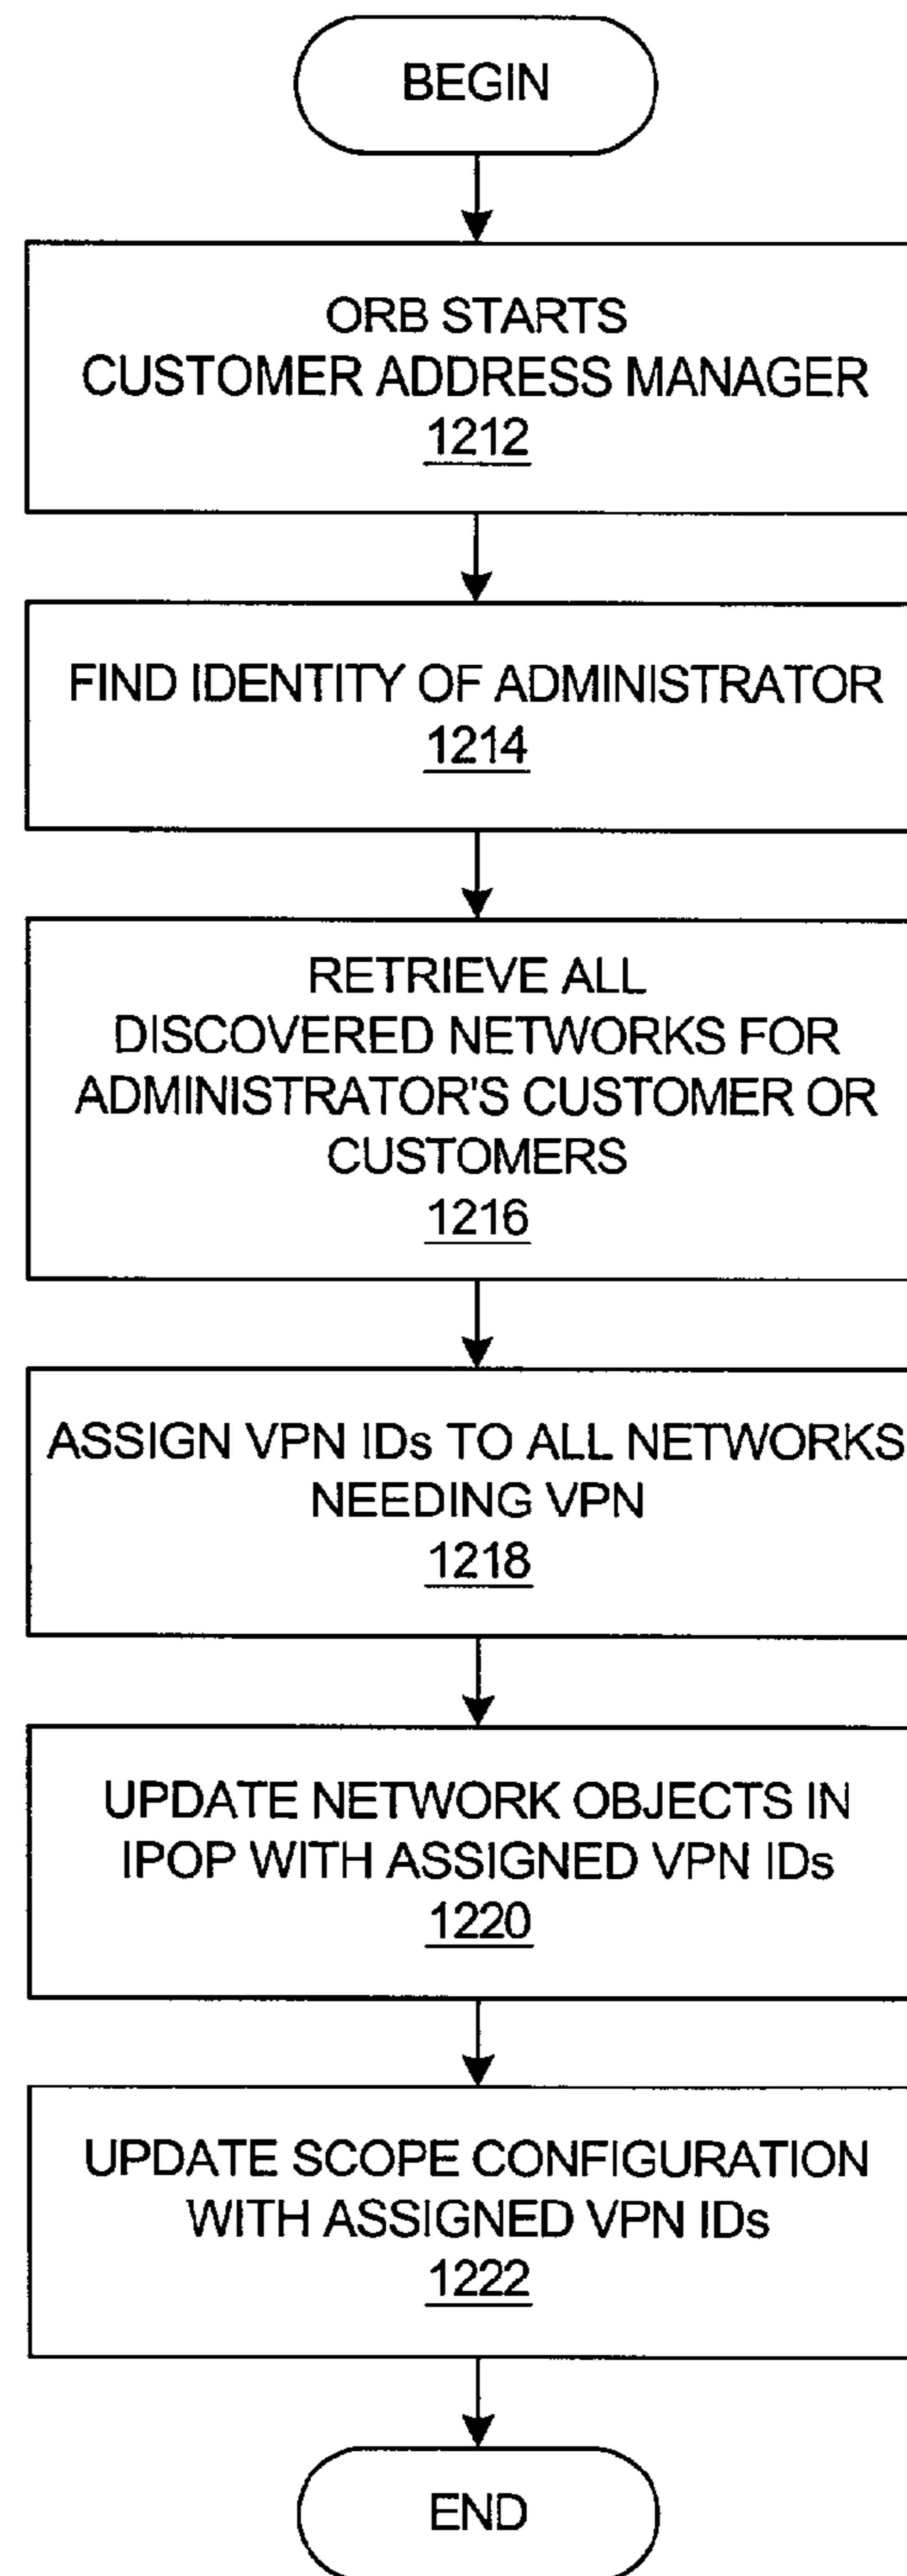 BEGIN
ORB STARTS
CUSTOMER ADDRESS MANAGER
1212
FIND IDENTITY OF ADMINISTRATOR
1214
RETRIEVE ALL
DISCOVERED NETWORKS FOR
ADMINISTRATOR'S CUSTOMER OR
CUSTOMERS
1216
ASSIGN VPN IDs TO ALL NETWORKS
NEEDING VPN
1218
UPDATE NETWORK OBJECTS IN
IPOP WITH ASSIGNED VPN IDs
1220
UPDATE SCOPE CONFIGURATION
WITH ASSIGNED VPN IDs
1222
END